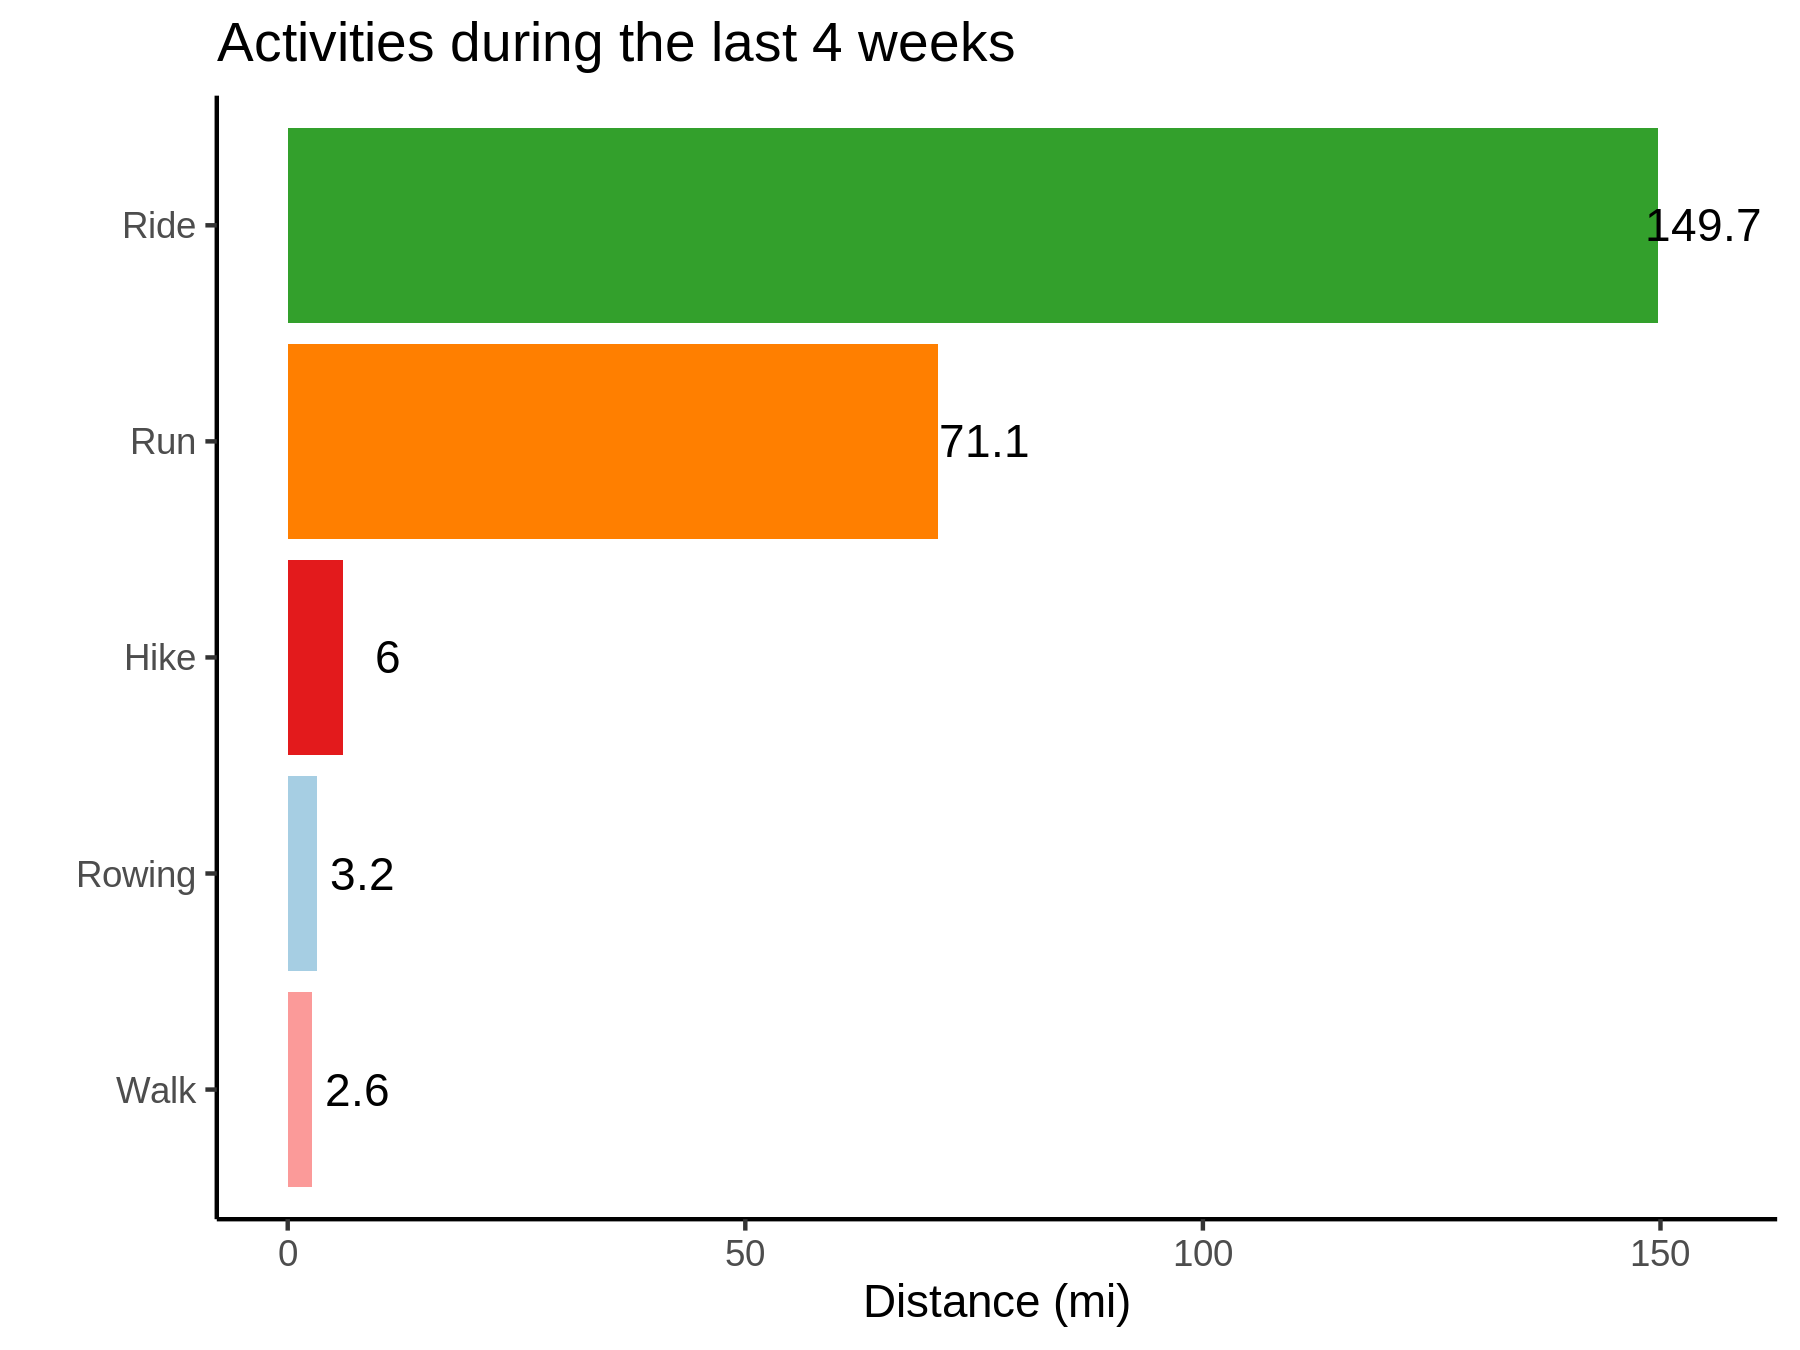 Activities during the last 4 weeks
Ride
149.7
Run
71.1
Hike
6
Rowing
3.2
Walk
2.6
0 50 100 150
Distance (mi)